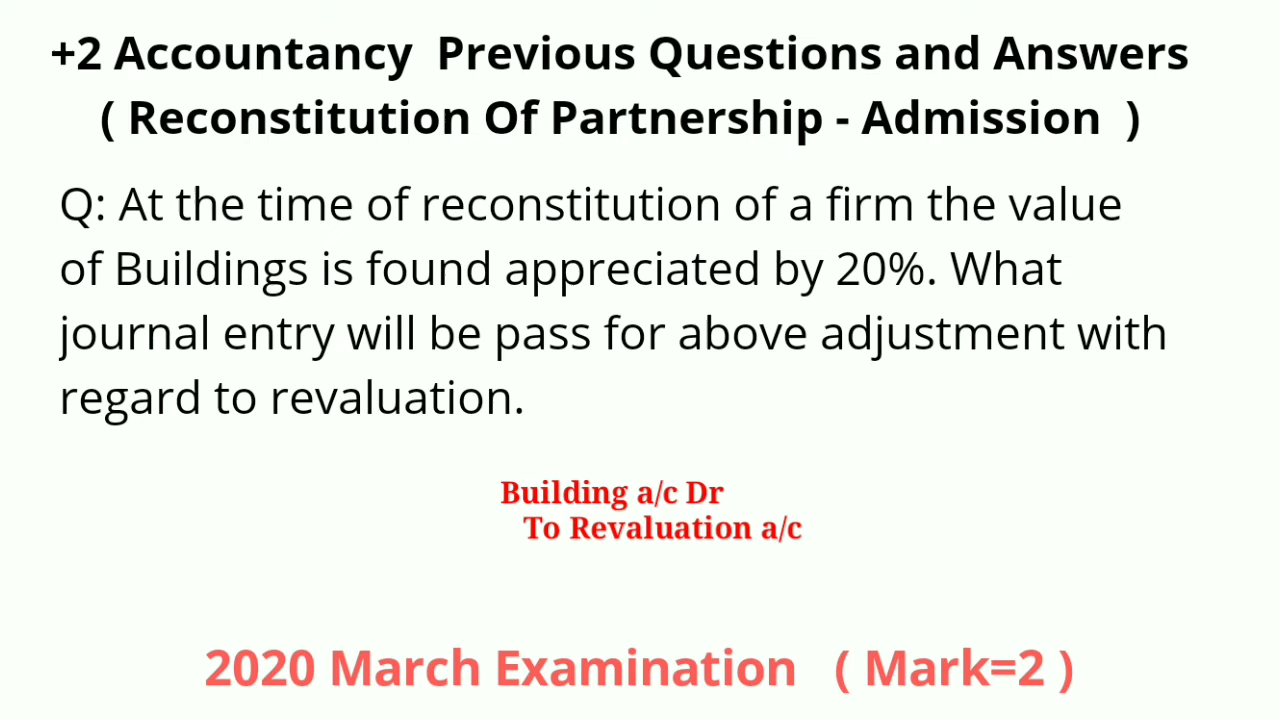 +2 Accountancy Previous Questions and Answers
( Reconstitution Of Partnership - Admission )
Q: At the time of reconstitution of a firm the value
of Buildings is found appreciated by 20%. What
journal entry will be pass for above adjustment with
regard to revaluation.
Building a/c Dr
To Revaluation a/c
2020 March Examination ( Mark=2 )